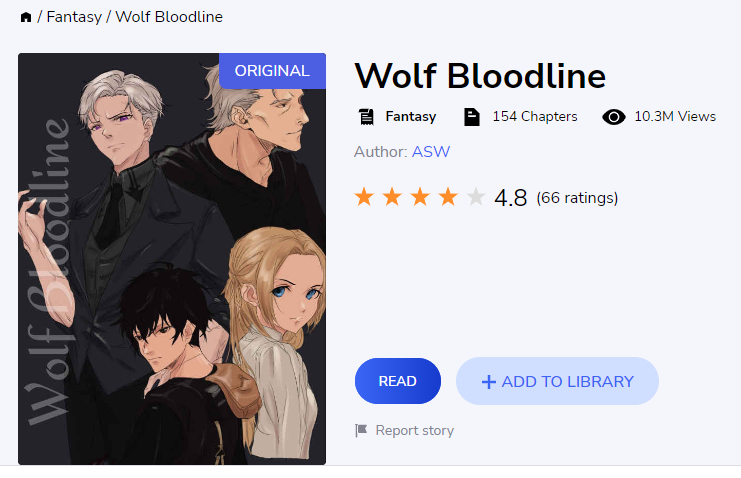 / Fantasy / Wolf Bloodline
ORIGINAL
Wolf Bloodline
Wolf Bloodline
Fantasy 154 Chapters 10.3M Views
Author: ASW
4.8 (66 ratings)
READ + ADD TO LIBRARY
Report story